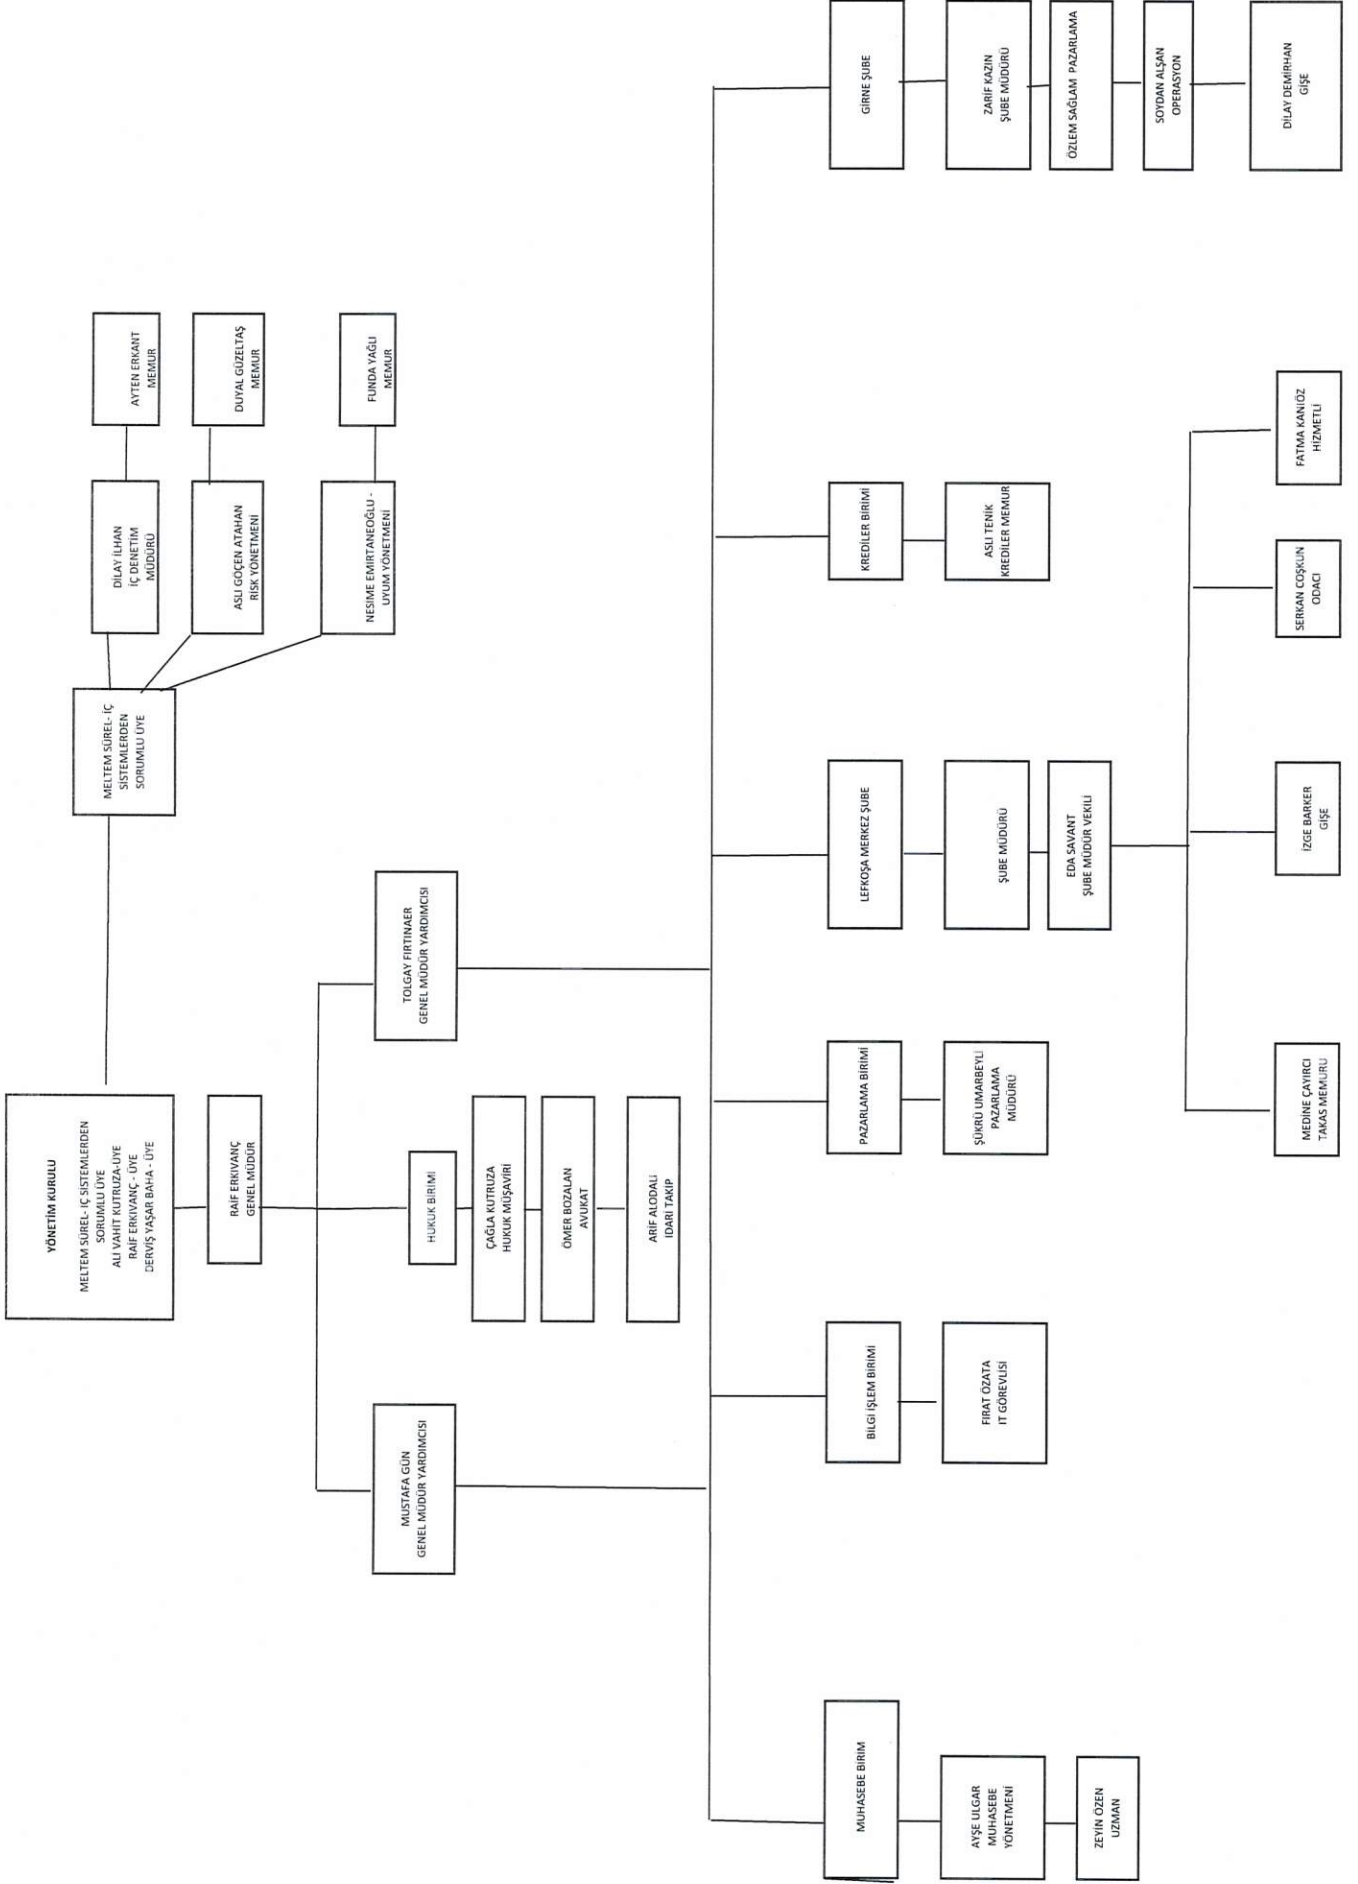 YÖNETİM KURULU
MELTEM SÜREL- İÇ SİSTEMLERDEN
SORUMLU ÜYE
ALİ VAHİT KUTRUZA-ÜYE
RAİF ERKIVANÇ - ÜYE
DERVİŞ YAŞAR BAHA - ÜYE
MELTEM SÜREL- İÇ
SİSTEMLERDEN
SORUMLU ÜYE
DİLAY İLHAN
İÇ DENETİM
MÜDÜRÜ
AYTEN ERKANT
MEMUR
ASLI GÖÇEN ATAHAN
RİSK YÖNETMENİ
DUYAL GÜZELTAŞ
MEMUR
NESIME EMIRTANEOĞLU -
UYUM YÖNETMENİ
FUNDA YAĞLI
MEMUR
RAİF ERKIVANÇ
GENEL MÜDÜR
MUSTAFA GÜN
GENEL MÜDÜR YARDIMCISI
HUKUK BİRİMİ
TOLGAY FIRTINAER
GENEL MÜDÜR YARDIMCISI
ÇAĞLA KUTRUZA
HUKUK MÜŞAVİRİ
ÖMER BOZALAN
AVUKAT
ARİF ALODALI
IDARİ TAKİP
MUHASEBE BİRİM
AYŞE ULGAR
MUHASEBE
YÖNETMENİ
ZEYİN ÖZEN
UZMAN
BİLGİ İŞLEM BİRİMİ
FIRAT ÖZATA
IT GÖREVLİSİ
PAZARLAMA BİRİMİ
ŞÜKRÜ UMARBEYLİ
PAZARLAMA
MÜDÜRÜ
LEFKOŞA MERKEZ ŞUBE
ŞUBE MÜDÜRÜ
EDA SAVANT
ŞUBE MÜDÜR VEKİLİ
MEDİNE ÇAYIRCI
TAKAS MEMURU
İZGE BARKER
GİŞE
SERKAN COŞKUN
ODACI
FATMA KANIÖZ
HİZMETLİ
KREDİLER BİRİMİ
ASLI TENİK
KREDİLER MEMUR
GİRNE ŞUBE
ZARİF KAZIN
ŞUBE MÜDÜRÜ
ÖZLEM SAĞLAM PAZARLAMA
SOYDAN ALŞAN
OPERASYON
DİLAY DEMİRHAN
GİŞE